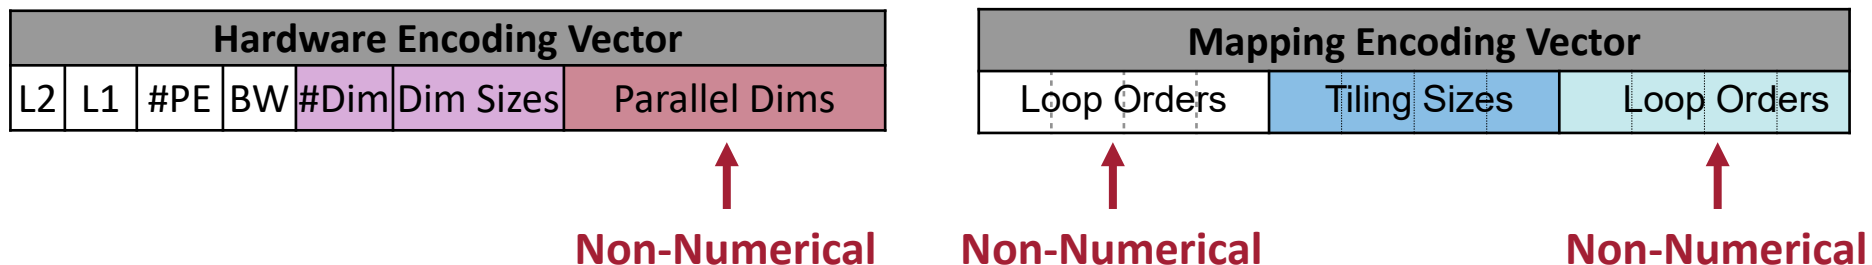 Hardware Encoding Vector
L2 L1 #PE BW #Dim Dim Sizes Parallel Dims
Non-Numerical
Mapping Encoding Vector
Loop Orders Tiling Sizes Loop Orders
Non-Numerical Non-Numerical